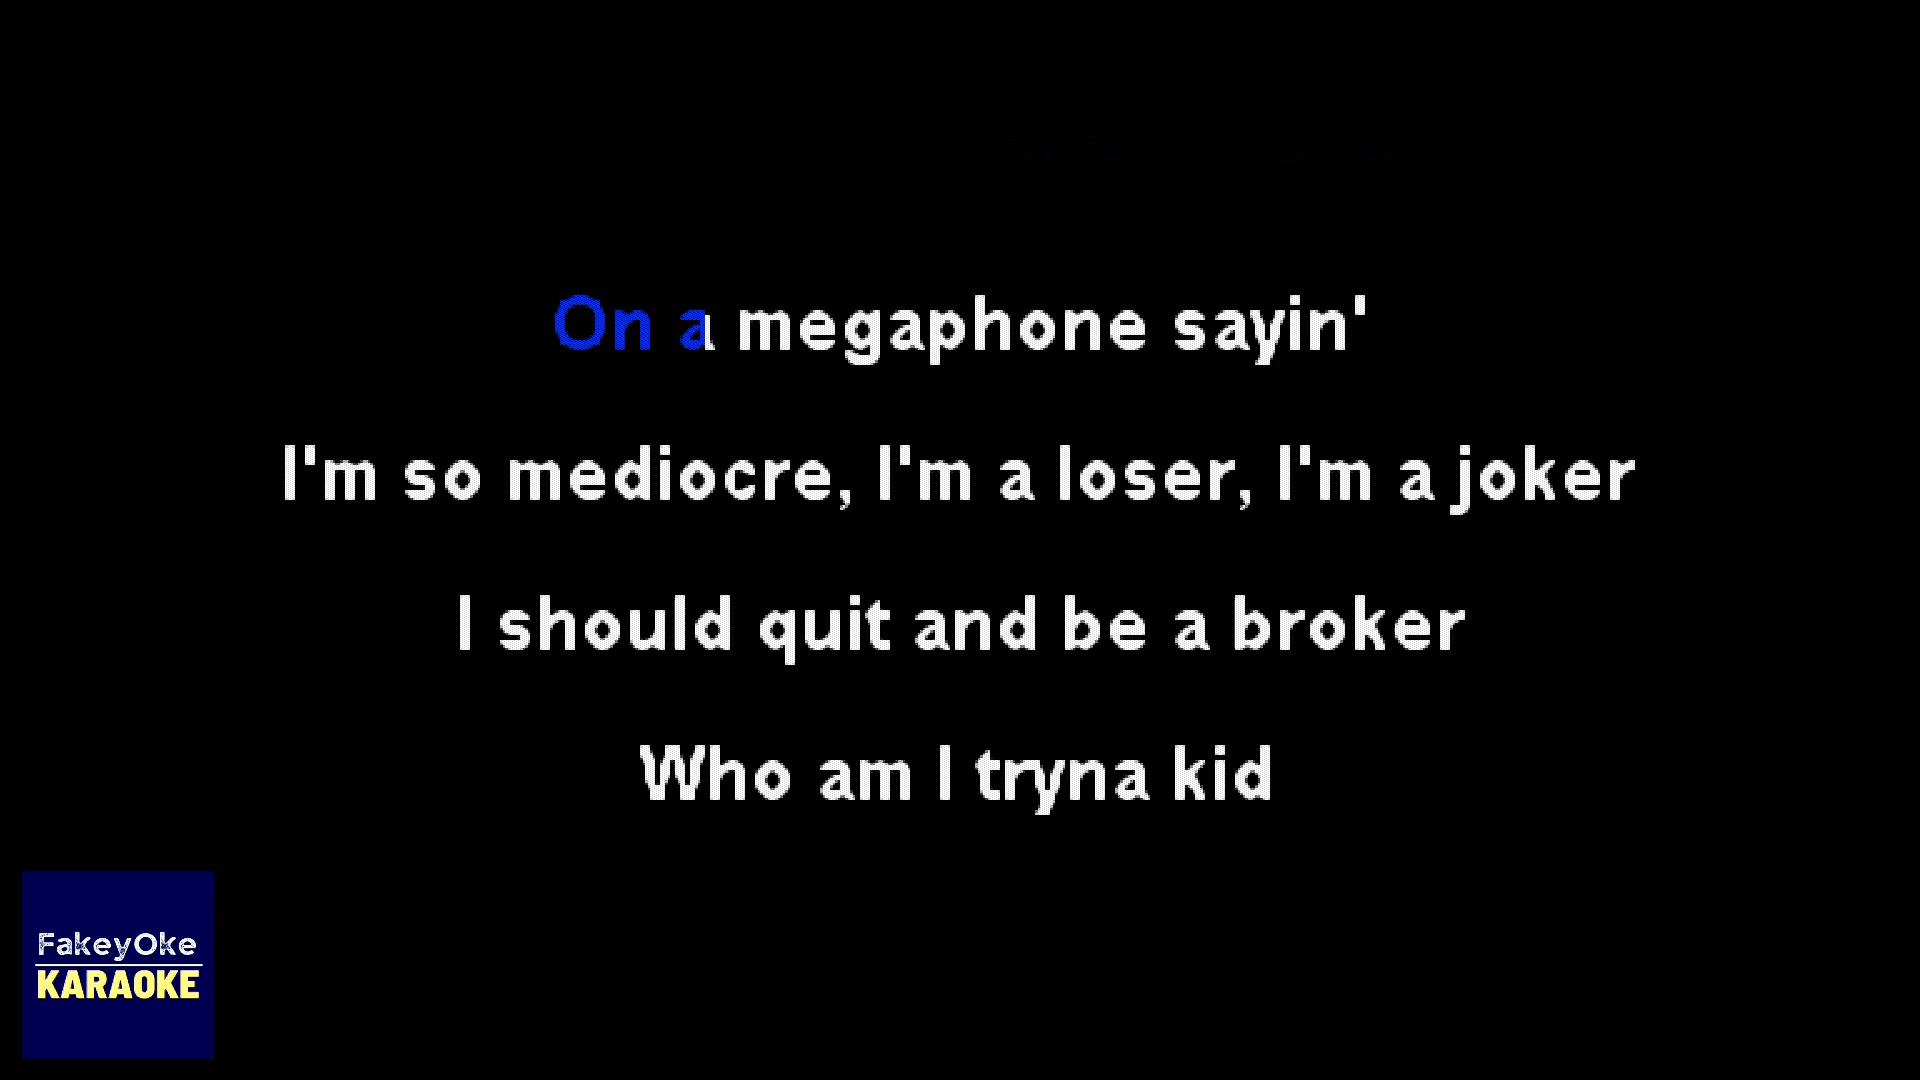 On a megaphone sayin'
I'm so mediocre, I'm a loser, I'm a joker
I should quit and be a broker
Who am I tryna kid
FakeyOke
KARAOKE